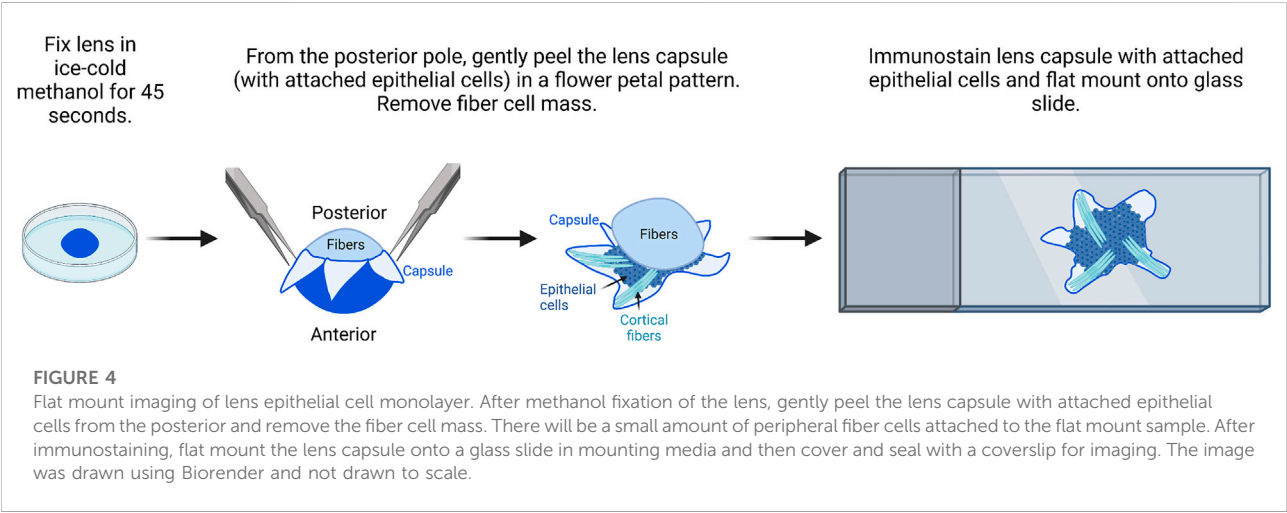 Fix lens in
ice-cold
methanol for 45
seconds.
From the posterior pole, gently peel the lens capsule
(with attached epithelial cells) in a flower petal pattern.
Remove fiber cell mass.
Immunostain lens capsule with attached
epithelial cells and flat mount onto glass
slide.
Posterior
Fibers
Capsule
Anterior
Capsule
Fibers
Epithelial
cells
Cortical
fibers
FIGURE 4
Flat mount imaging of lens epithelial cell monolayer. After methanol fixation of the lens, gently peel the lens capsule with attached epithelial
cells from the posterior and remove the fiber cell mass. There will be a small amount of peripheral fiber cells attached to the flat mount sample. After
immunostaining, flat mount the lens capsule onto a glass slide in mounting media and then cover and seal with a coverslip for imaging. The image
was drawn using Biorender and not drawn to scale.